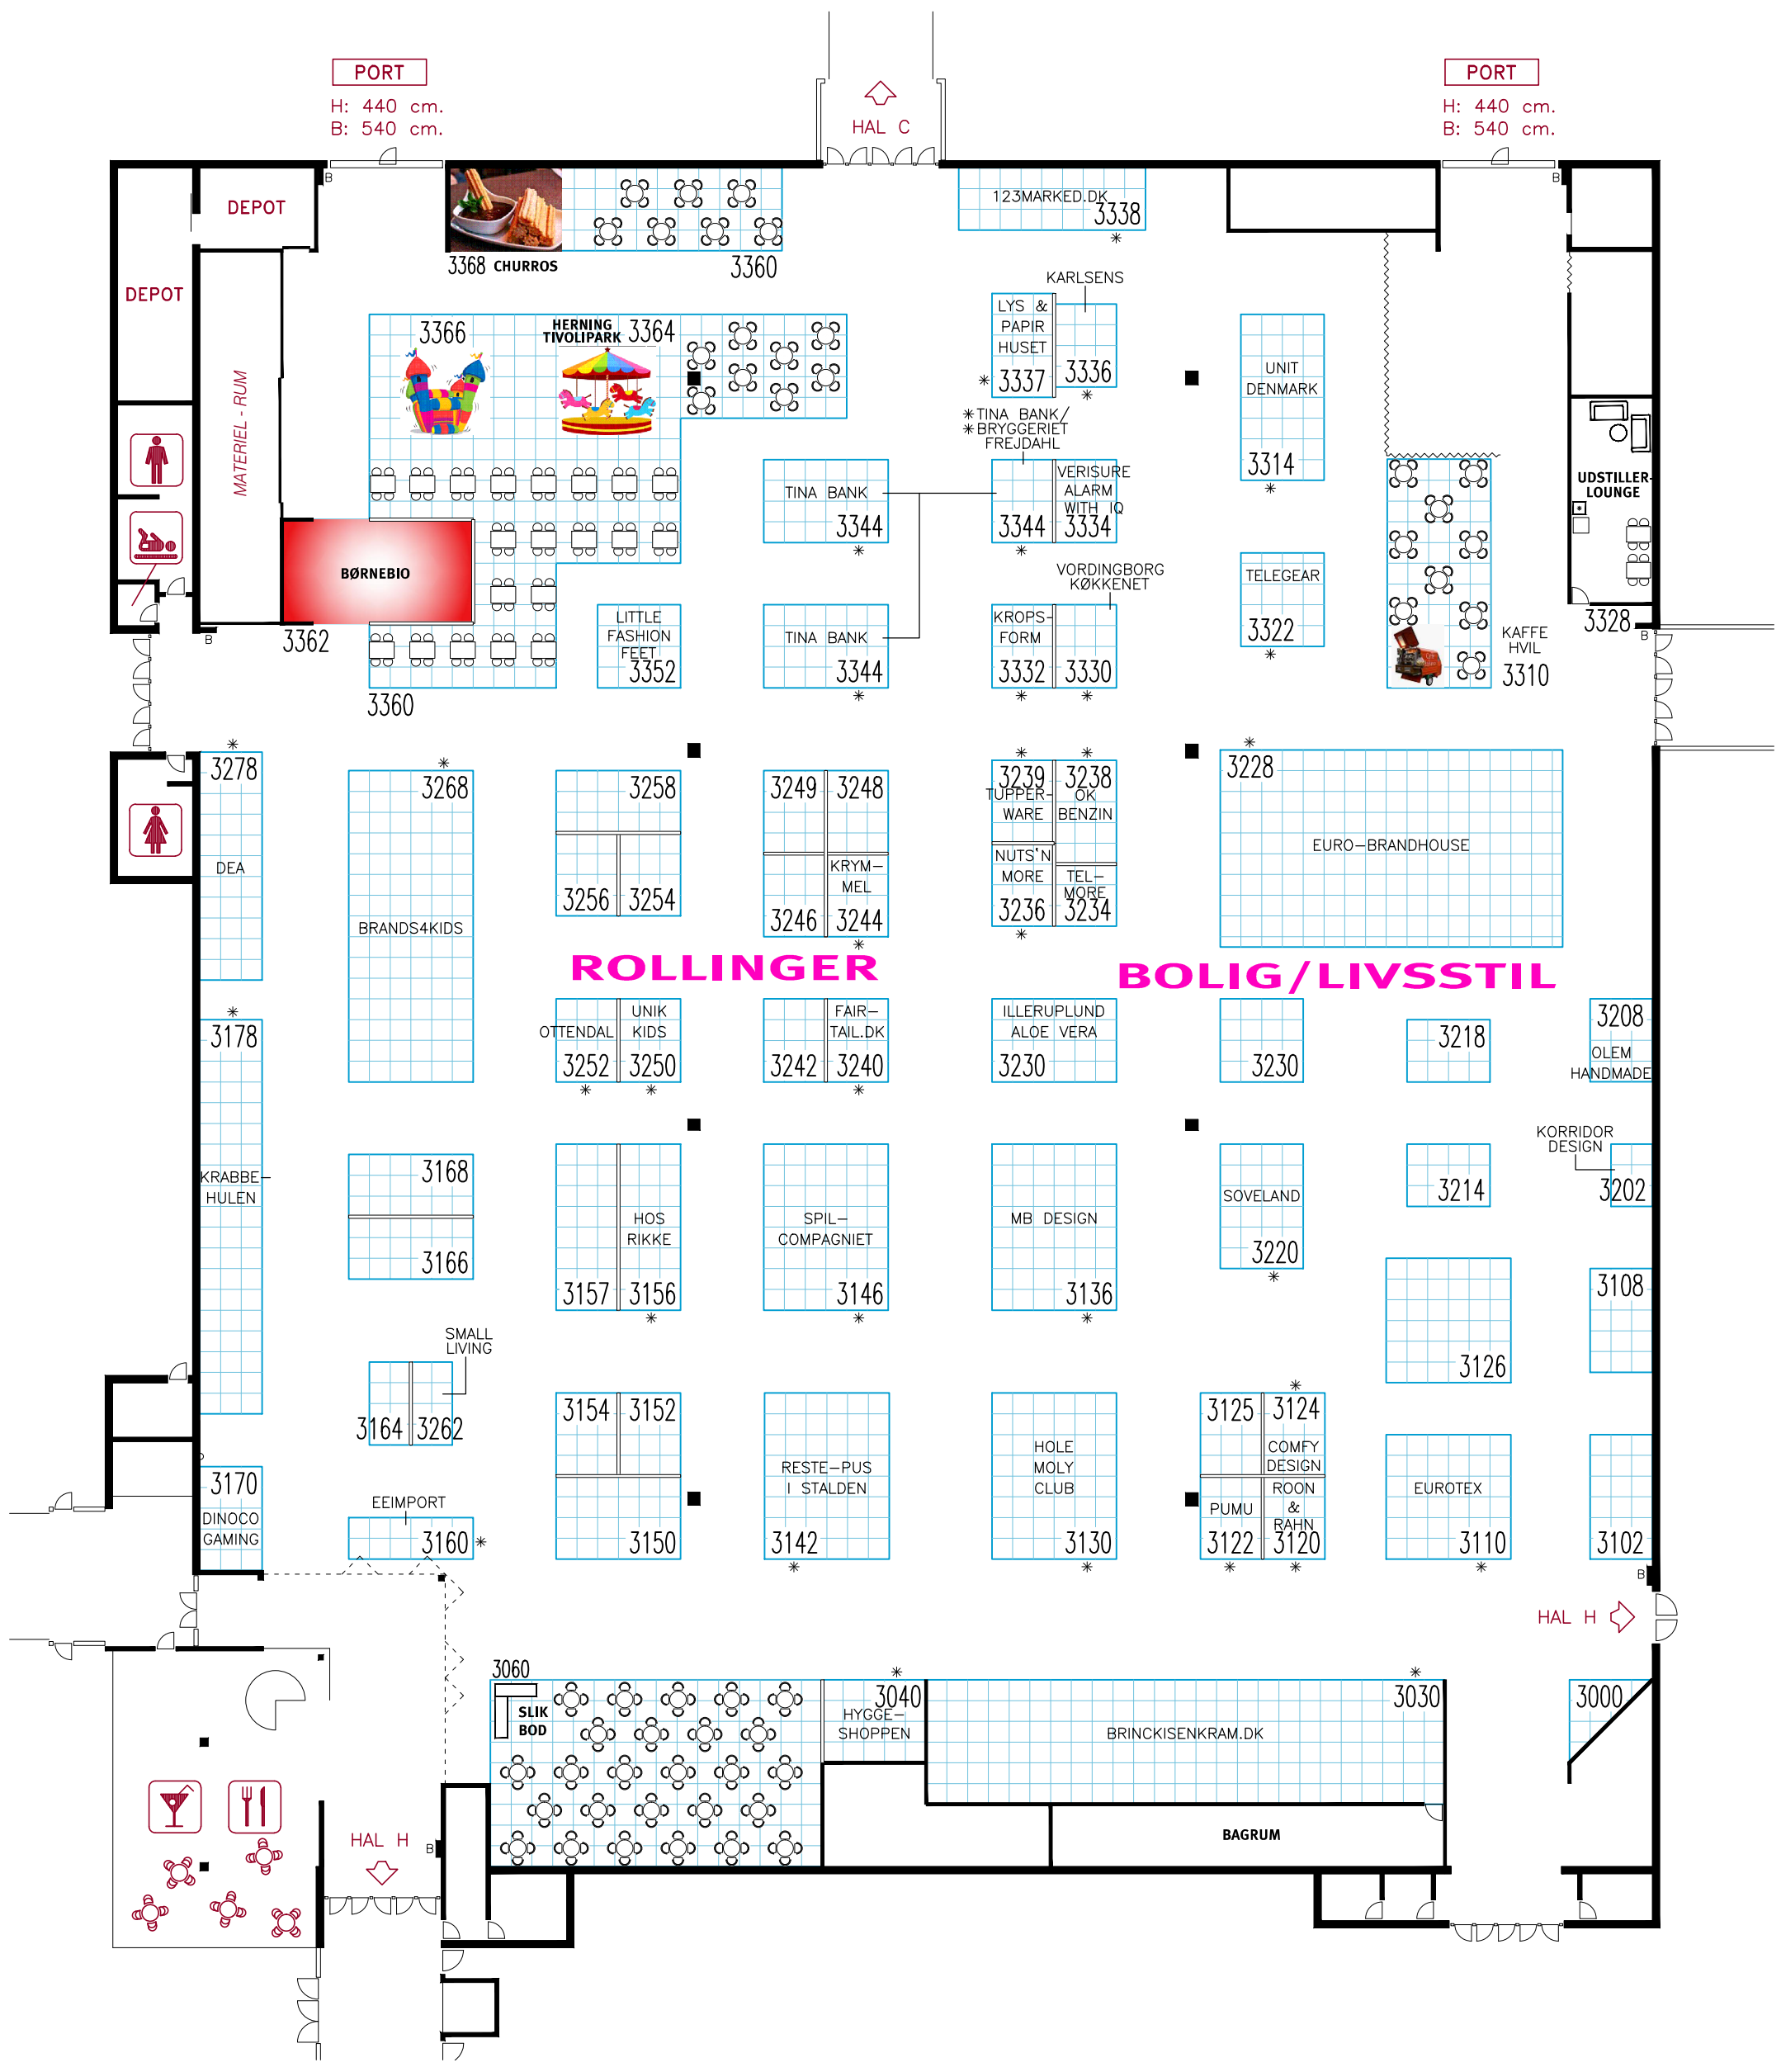 PORT
H: 440 cm.
B: 540 cm.
HAL C
PORT
H: 440 cm.
B: 540 cm.
B
DEPOT
DEPOT
MATERIEL - RUM
3368 CHURROS
3360
123MARKED.DK
3338
*
B
3366
HERNING
TIVOLIPARK
3364
KARLSENS
LYS &
PAPIR
HUSET
* 3337
3336
*
UNIT
DENMARK
3314
*
*TINA BANK/
*BRYGGERIET
FREJDAHL
TINA BANK
3344
*
3344
*
VERISURE
ALARM
WITH IQ
3334
UDSTILLER-
LOUNGE
3328
B
BØRNEBIO
3362
B
3360
LITTLE
FASHION
FEET
3352
TINA BANK
3344
*
VORDINGBORG
KØKKENET
KROPS-
FORM
3332
*
3330
*
TELEGEAR
3322
*
KAFFE
HVIL
3310
*
3278
DEA
*
3268
BRANDS4KIDS
3258
3256
3254
3249
3248
KRYM-
MEL
3246
3244
*
*
3239
TUPPER-
WARE
*
3238
OK
BENZIN
NUTS'N
MORE
3236
*
TEL-
MORE
3234
*
3228
EURO-BRANDHOUSE
ROLLINGER
BOLIG/LIVSSTIL
*
3178
KRABBE-
HULEN
OTTENDAL
3252
*
UNIK
KIDS
3250
*
3242
FAIR-
TAIL.DK
3240
*
ILLERUPLUND
ALOE VERA
3230
3230
3218
3208
OLEM
HANDMADE
3168
3166
3157
HOS
RIKKE
3156
*
SPIL-
COMPAGNIET
3146
*
MB DESIGN
3136
*
SOVELAND
3220
*
3214
KORRIDOR
DESIGN
3202
3126
3108
SMALL
LIVING
3164
3262
3154
3152
3150
RESTE-PUS
I STALDEN
3142
*
HOLE
MOLY
CLUB
3130
*
3125
*
3124
COMFY
DESIGN
PUMU
3122
*
ROON
&
RAHN
3120
*
EUROTEX
3110
*
3102
3170
DINOCO
GAMING
EEIMPORT
3160 *
B
HAL H
3060
SLIK
BOD
*
3040
HYGGE-
SHOPPEN
*
3030
BRINCKISENKRAM.DK
3000
BAGRUM
HAL H
B